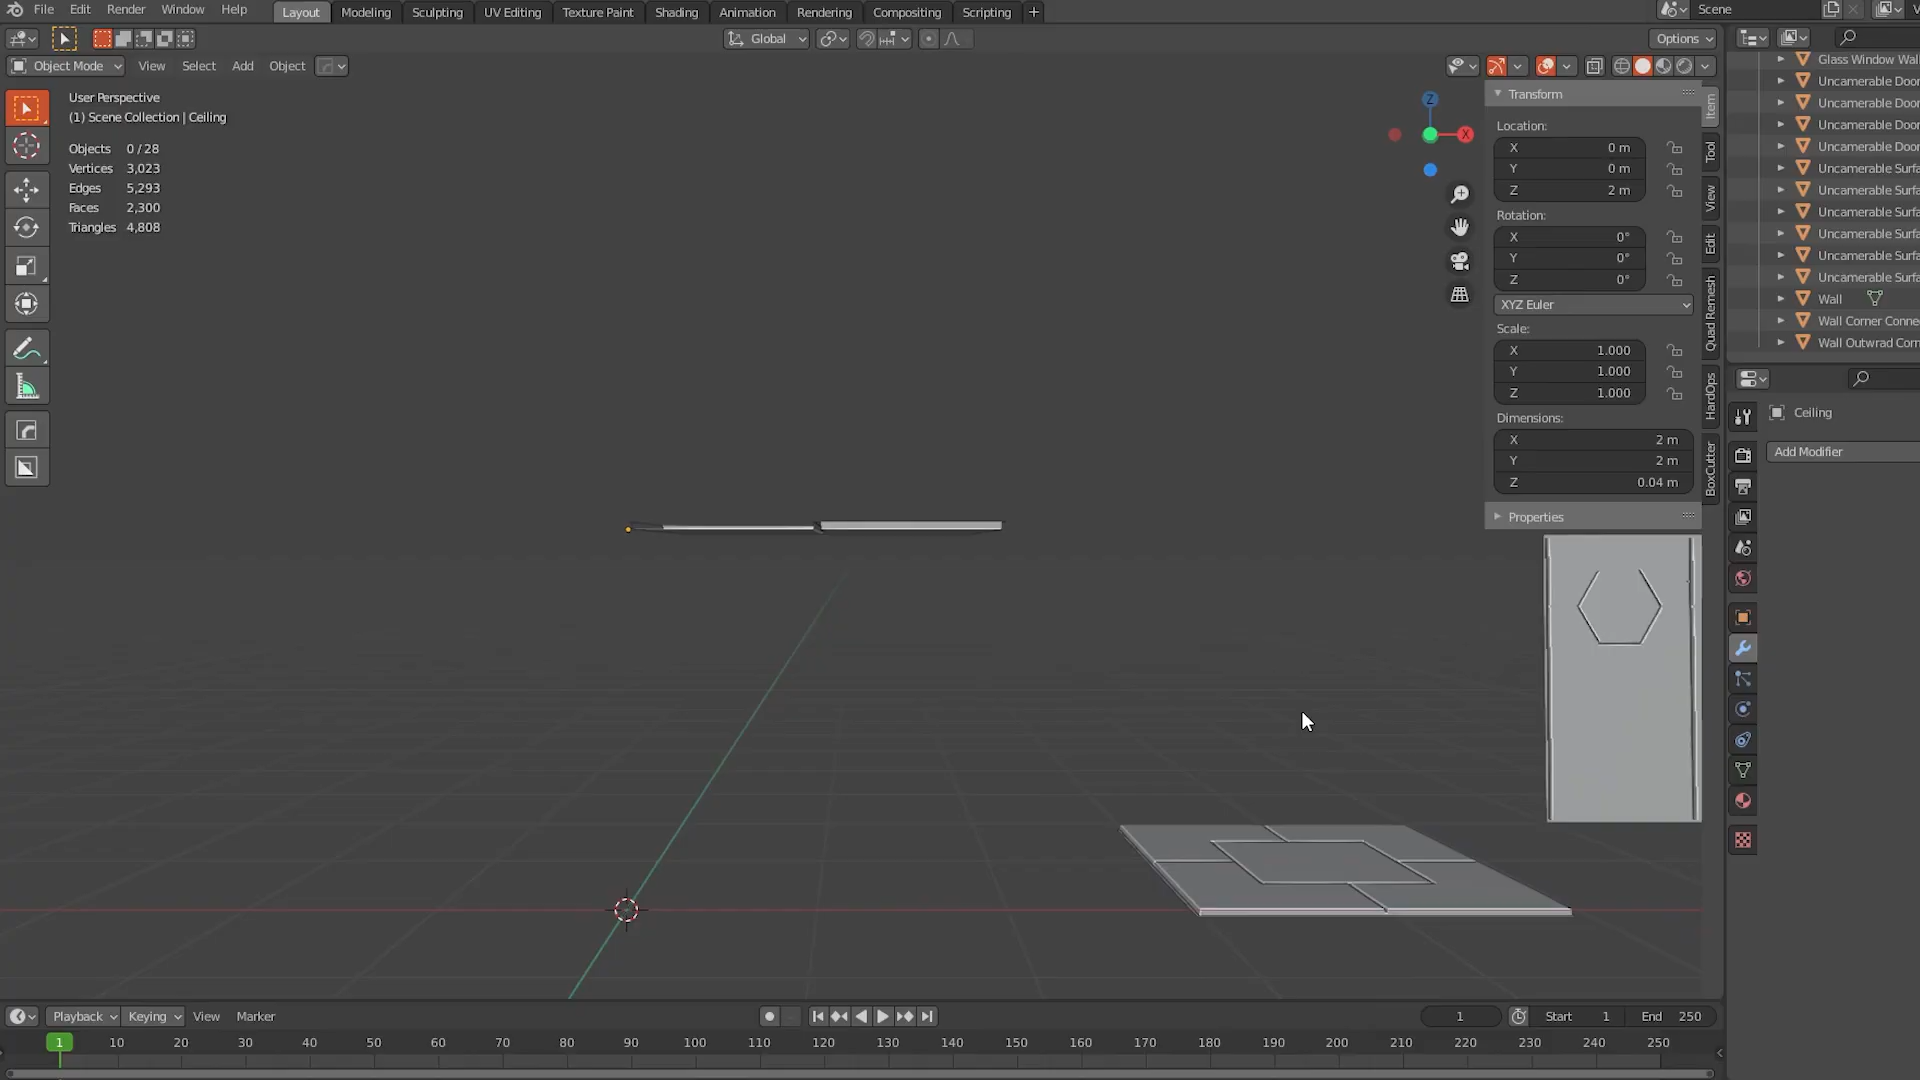 File Edit Render Window Help Layout Modeling Sculpting UV Editing Texture Paint Shading Animation Rendering Compositing Scripting + Scene
Global Options
Object Mode View Select Add Object
User Perspective
(1) Scene Collection | Ceiling
Objects 0 / 28
Vertices 3,023
Edges 5,293
Faces 2,300
Triangles 4,808
Z
X
Transform
Location:
X 0 m
Y 0 m
Z 2 m
Rotation:
X 0°
Y 0°
Z 0°
XYZ Euler
Scale:
X 1.000
Y 1.000
Z 1.000
Dimensions:
X 2 m
Y 2 m
Z 0.04 m
Properties
Item
Tool
View
Edit
Quad Remesh
HardOps
BoxCutter
Glass Window Wal
Uncamerable Doo
Uncamerable Doo
Uncamerable Doo
Uncamerable Doo
Uncamerable Surfa
Uncamerable Surfa
Uncamerable Surfa
Uncamerable Surfa
Uncamerable Surfa
Uncamerable Surfa
Wall
Wall Corner Conne
Wall Outwrad Corn
Ceiling
Add Modifier
Playback Keying View Marker 1 Start 1 End 250
1 10 20 30 40 50 60 70 80 90 100 110 120 130 140 150 160 170 180 190 200 210 220 230 240 250